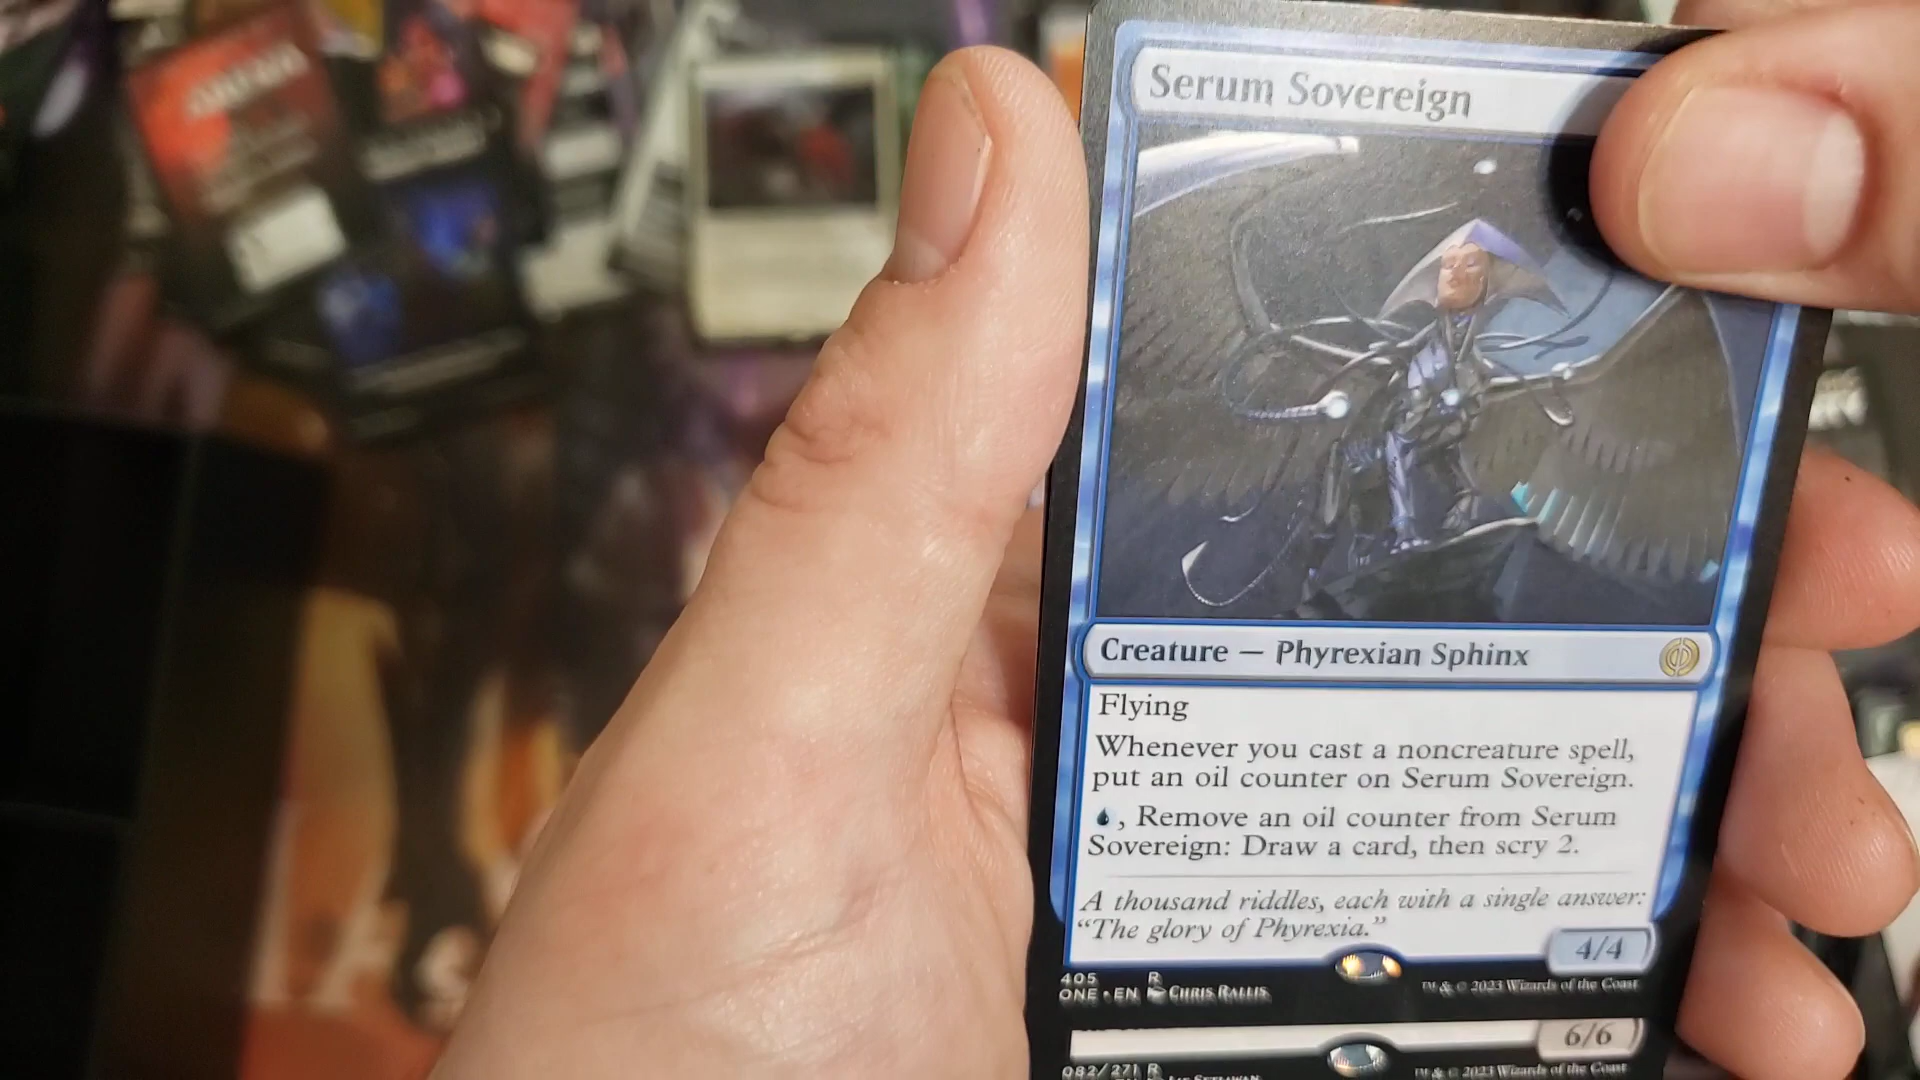 Serum Sovereign
Creature — Phyrexian Sphinx
Flying
Whenever you cast a noncreature spell,
put an oil counter on Serum Sovereign.
, Remove an oil counter from Serum
Sovereign: Draw a card, then scry 2.
A thousand riddles, each with a single answer:
“The glory of Phyrexia.”
4/4
405 R
ONE • EN CHRIS RALLIS
™ & © 2023 Wizards of the Coast
6/6
082/271 R
™ & © 2023 Wizards of the Coast